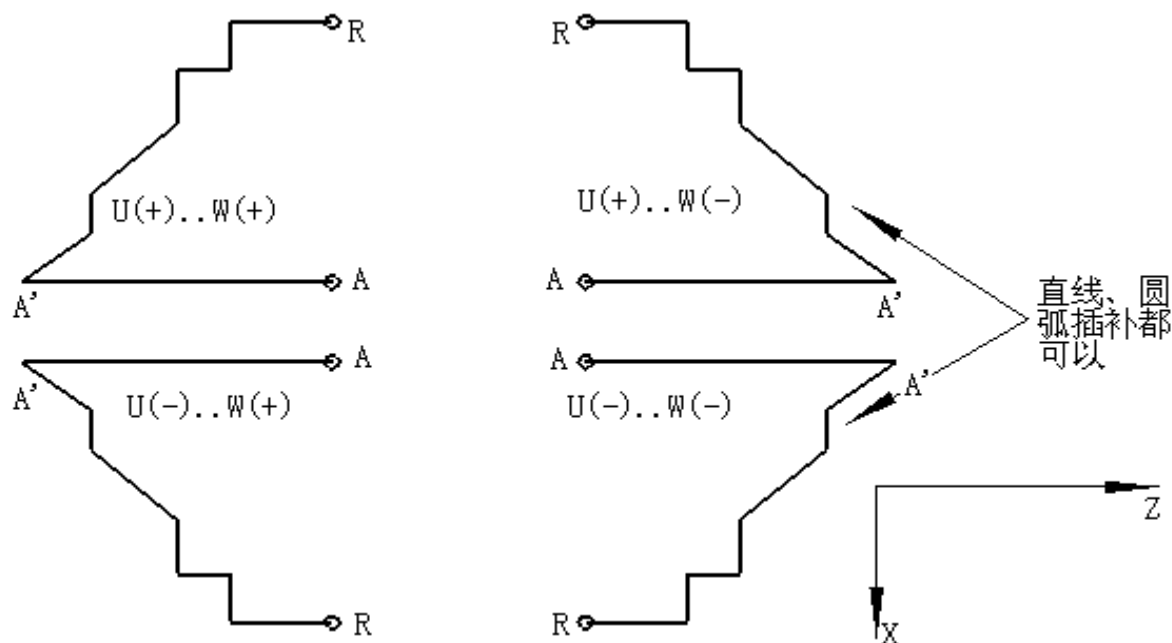 R
R
U(+)..W(+)
U(+)..W(-)
A'
A
A
A'
直线、圆
弧插补都
可以
A'
A
A
A'
U(-)..W(+)
U(-)..W(-)
Z
R
R
X